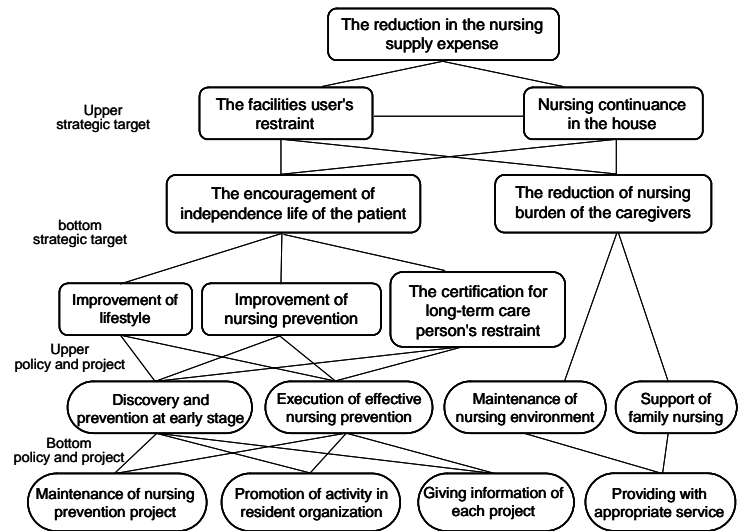 The reduction in the nursing
supply expense
Upper
strategic target
The facilities user's
restraint
Nursing continuance
in the house
The encouragement of
independence life of the patient
The reduction of nursing
burden of the caregivers
bottom
strategic target
Improvement of
lifestyle
Improvement of
nursing prevention
The certification for
long-term care
person's restraint
Upper
policy and project
Discovery and
prevention at early stage
Execution of effective
nursing prevention
Maintenance of
nursing environment
Support of
family nursing
Bottom
policy and project
Maintenance of nursing
prevention project
Promotion of activity in
resident organization
Giving information of
each project
Providing with
appropriate service